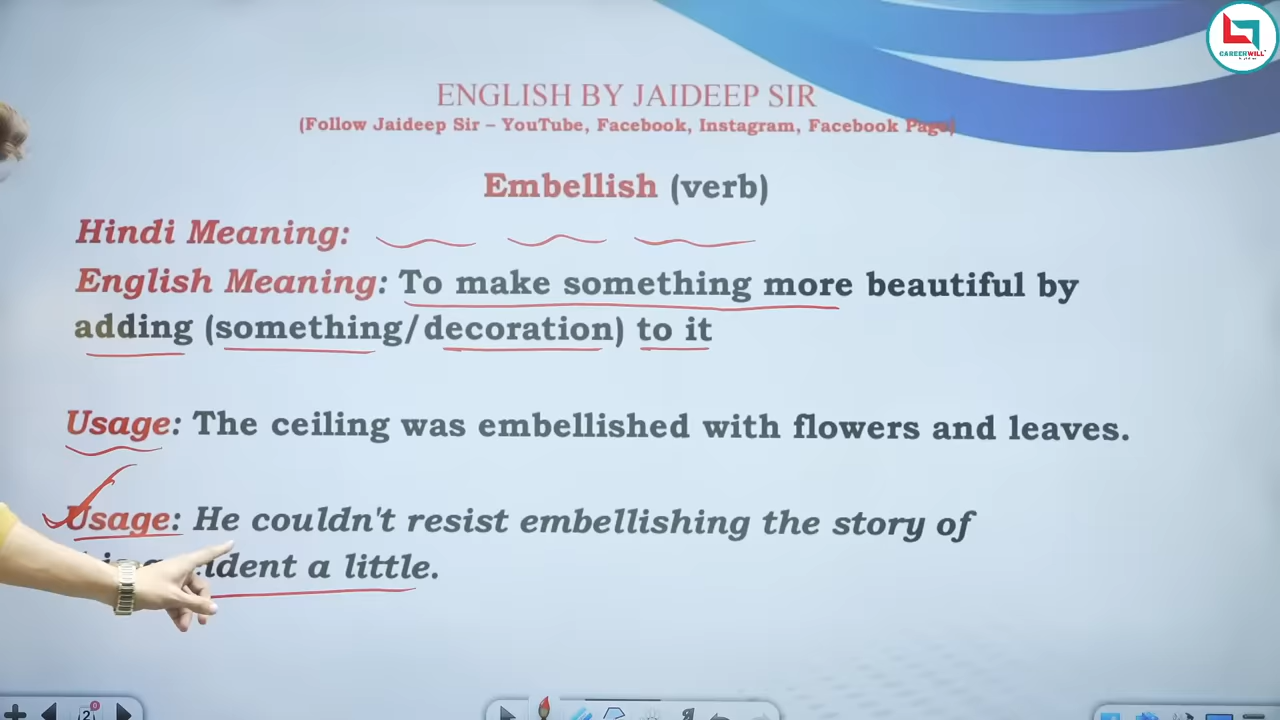 CAREERWILL
ENGLISH BY JAIDEEP SIR
(Follow Jaideep Sir – YouTube, Facebook, Instagram, Facebook Page)
Embellish (verb)
Hindi Meaning:
English Meaning: To make something more beautiful by
adding (something/decoration) to it
Usage: The ceiling was embellished with flowers and leaves.
Usage: He couldn't resist embellishing the story of
a little.